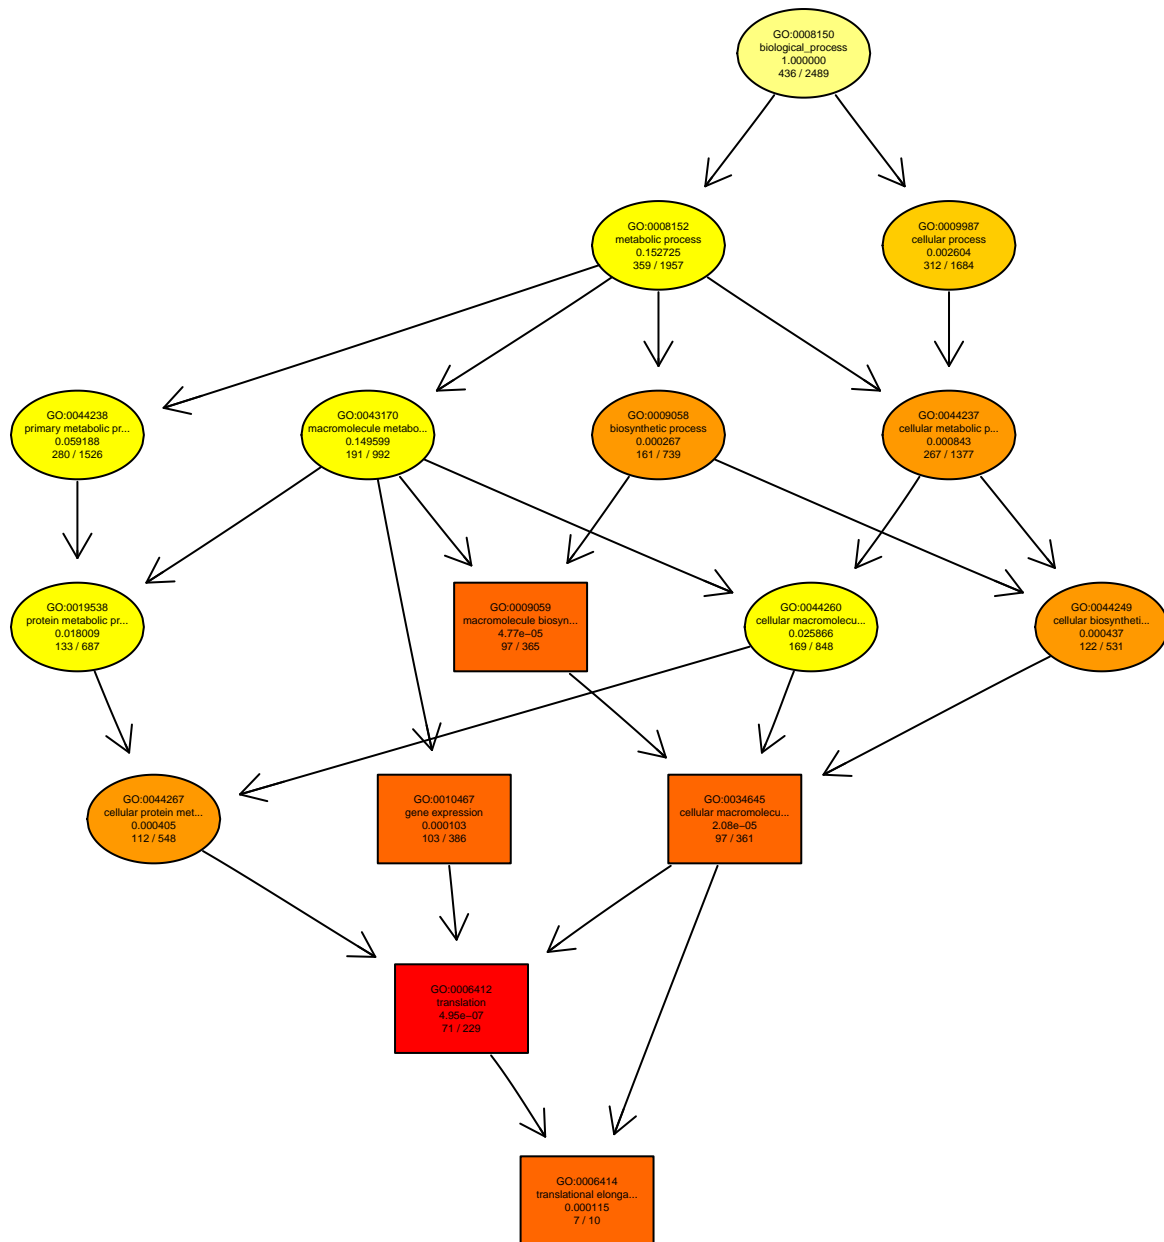 GO:0008150
biological_process
1.000000
436 / 2489
GO:0008152
metabolic process
0.152725
359 / 1957
GO:0009987
cellular process
0.002604
312 / 1684
GO:0044238
primary metabolic pr...
0.059188
280 / 1526
GO:0043170
macromolecule metabo...
0.149599
191 / 992
GO:0009058
biosynthetic process
0.000267
161 / 739
GO:0044237
cellular metabolic p...
0.000843
267 / 1377
GO:0019538
protein metabolic pr...
0.018009
133 / 687
GO:0009059
macromolecule biosyn...
4.77e−05
97 / 365
GO:0044260
cellular macromolecu...
0.025866
169 / 848
GO:0044249
cellular biosyntheti...
0.000437
122 / 531
GO:0044267
cellular protein met...
0.000405
112 / 548
GO:0010467
gene expression
0.000103
103 / 386
GO:0034645
cellular macromolecu...
2.08e−05
97 / 361
GO:0006412
translation
4.95e−07
71 / 229
GO:0006414
translational elonga...
0.000115
7 / 10